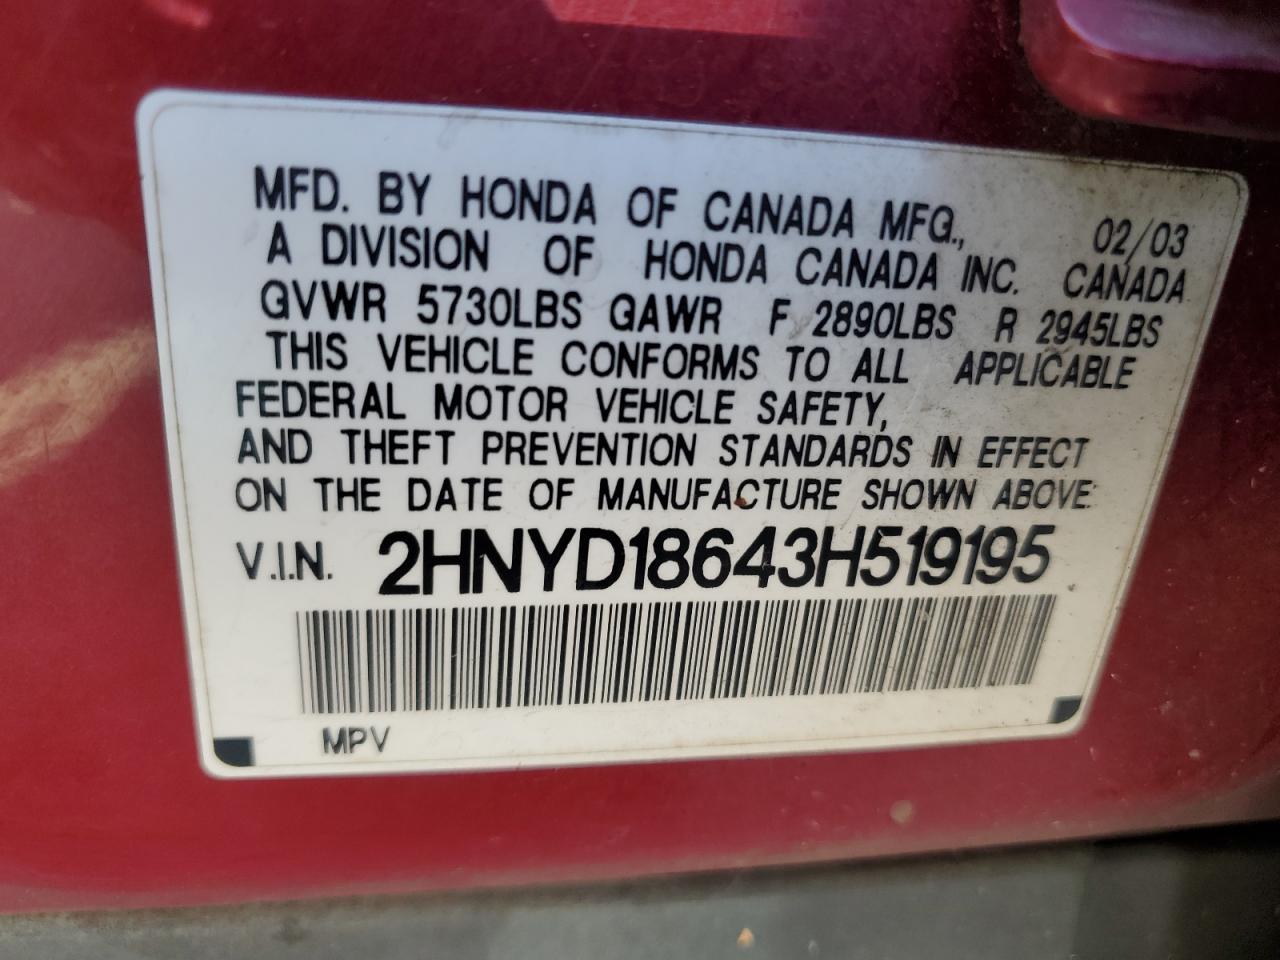 MFD. BY HONDA OF CANADA MFG., 02/03
A DIVISION OF HONDA CANADA INC. CANADA
GVWR 5730LBS GAWR F 2890LBS R 2945LBS
THIS VEHICLE CONFORMS TO ALL APPLICABLE
FEDERAL MOTOR VEHICLE SAFETY,
AND THEFT PREVENTION STANDARDS IN EFFECT
ON THE DATE OF MANUFACTURE SHOWN ABOVE.
V.I.N. 2HNYD18643H519195
MPV